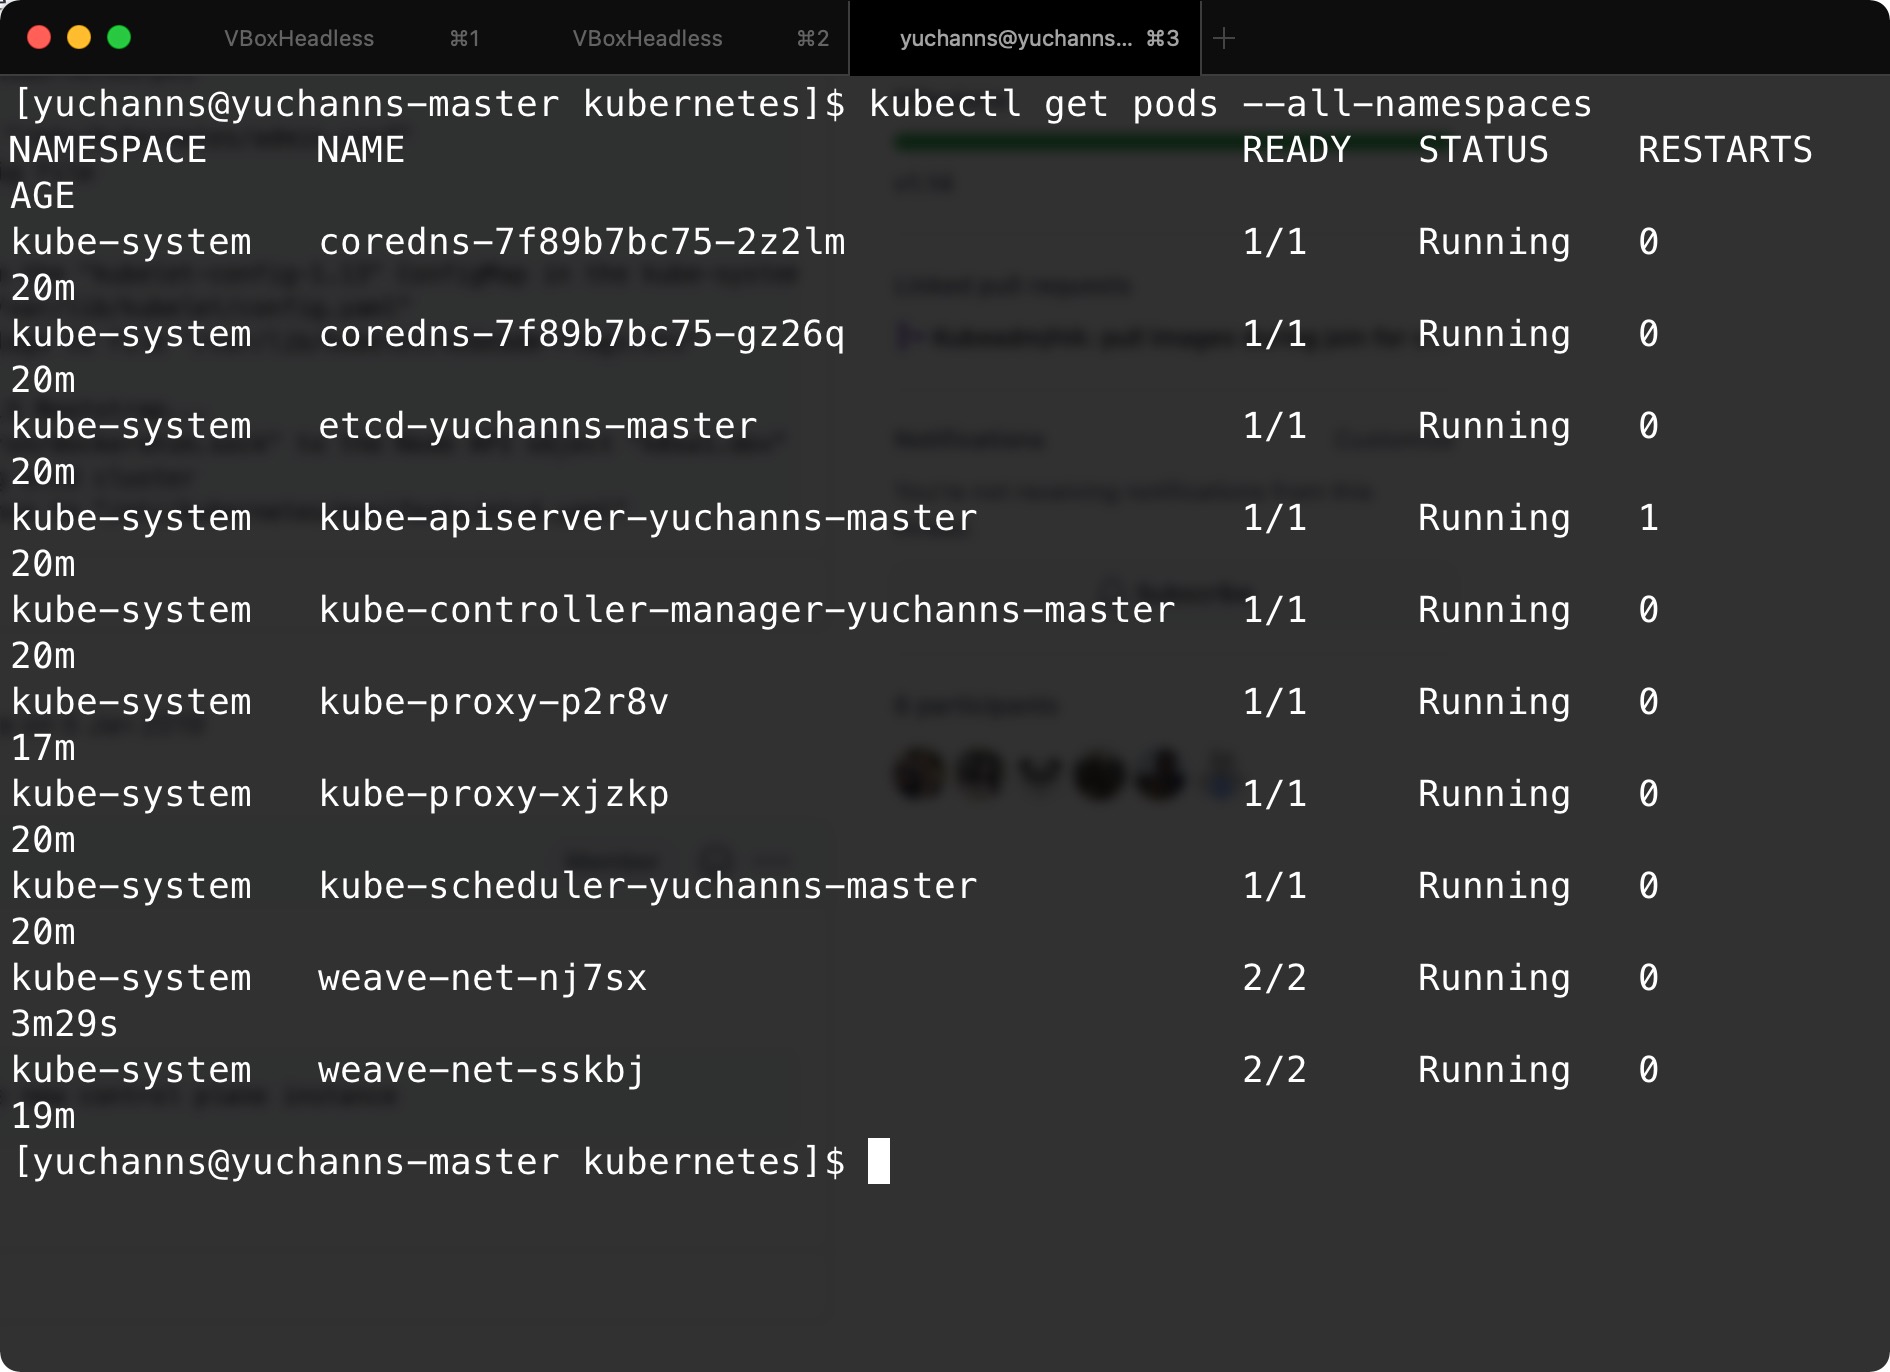 VBoxHeadless ⌘1 VBoxHeadless ⌘2 yuchanns@yuchanns... ⌘3
[yuchanns@yuchanns-master kubernetes]$ kubectl get pods --all-namespaces
NAMESPACE NAME READY STATUS RESTARTS
AGE
kube-system coredns-7f89b7bc75-2z2lm 1/1 Running 0
20m
kube-system coredns-7f89b7bc75-gz26q 1/1 Running 0
20m
kube-system etcd-yuchanns-master 1/1 Running 0
20m
kube-system kube-apiserver-yuchanns-master 1/1 Running 1
20m
kube-system kube-controller-manager-yuchanns-master 1/1 Running 0
20m
kube-system kube-proxy-p2r8v 1/1 Running 0
17m
kube-system kube-proxy-xjzkp 1/1 Running 0
20m
kube-system kube-scheduler-yuchanns-master 1/1 Running 0
20m
kube-system weave-net-nj7sx 2/2 Running 0
3m29s
kube-system weave-net-sskbj 2/2 Running 0
19m
[yuchanns@yuchanns-master kubernetes]$